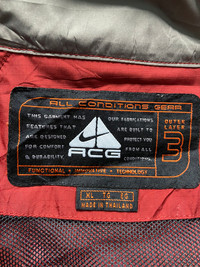 ALL CONDITIONS GEAR
THIS GARMENT HAS
FEATURES THAT
ARE DESIGNED
FOR COMFORT
& DURABILITY.
ACG
OUR FABRICATIONS
ARE BUILT TO
PROTECT YOU
FROM ALL
CONDITIONS.
OUTER
LAYER
3
FUNCTIONAL + INNOVATIVE + TECHNOLOGY
XL TG XG
MADE IN THAILAND